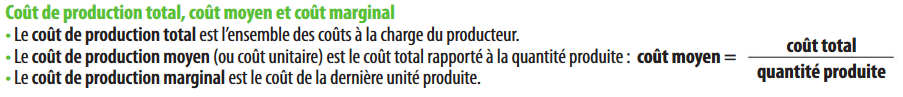 Coût de production total, coût moyen et coût marginal
• Le coût de production total est l'ensemble des coûts à la charge du producteur.
• Le coût de production moyen (ou coût unitaire) est le coût total rapporté à la quantité produite : coût moyen = coût total / quantité produite
• Le coût de production marginal est le coût de la dernière unité produite.